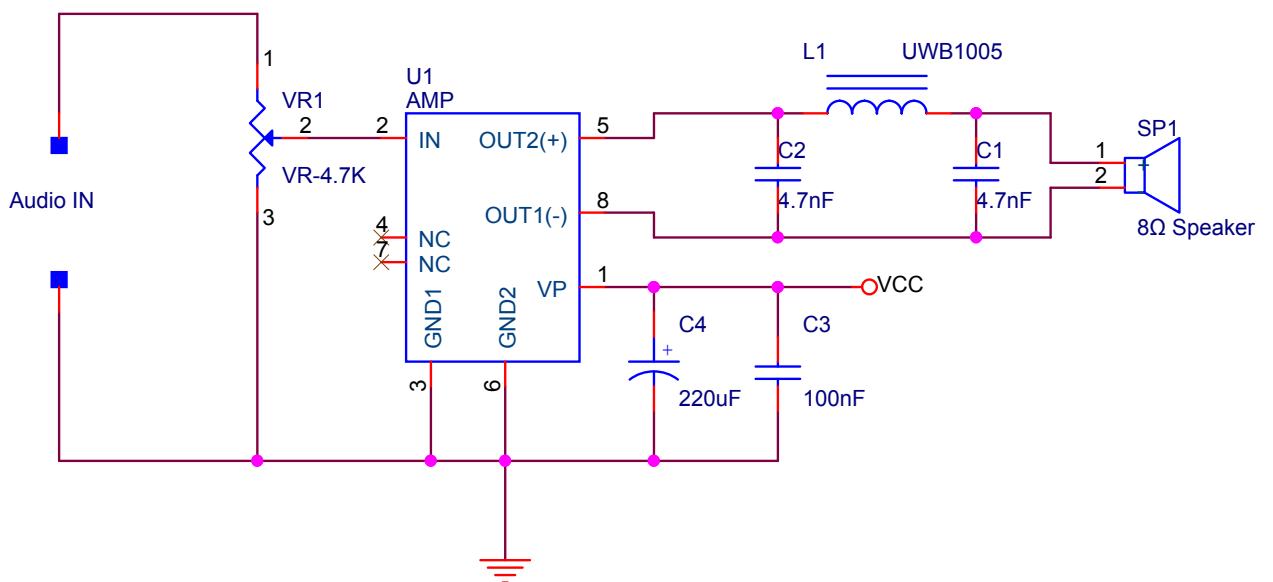 L1 UWB1005
1
U1
AMP
VR1
2
2
IN
OUT2(+)
5
C2
C1
SP1
1
2
+
VR-4.7K
Audio IN
4.7nF
4.7nF
3
OUT1(-)
8
8Ω Speaker
4
NC
7
NC
VP
1
VCC
GND1
GND2
C4
C3
+
3
6
220uF
100nF